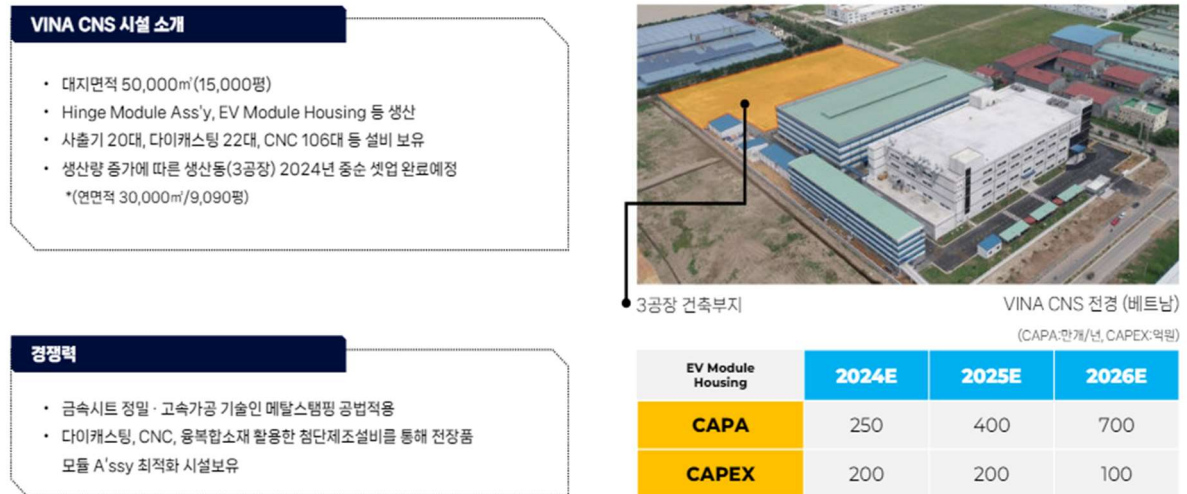 VINA CNS 시설 소개
• 대지면적 50,000㎡(15,000평)
• Hinge Module Ass'y, EV Module Housing 등 생산
• 사출기 20대, 다이캐스팅 22대, CNC 106대 등 설비 보유
• 생산량 증가에 따른 생산동(3공장) 2024년 중순 셋업 완료예정
*(연면적 30,000㎡/9,090평)
3공장 건축부지
VINA CNS 전경 (베트남)
경쟁력
• 금속시트 정밀 · 고속가공 기술인 메탈스탬핑 공법적용
• 다이캐스팅, CNC, 융복합소재 활용한 첨단제조설비를 통해 전장품
모듈 A'ssy 최적화 시설보유
(CAPA:만개/년, CAPEX:억원)
EV Module
Housing 2024E 2025E 2026E
CAPA 250 400 700
CAPEX 200 200 100